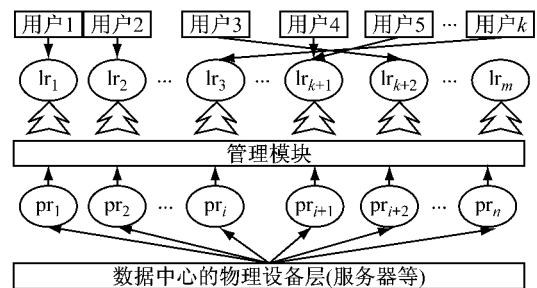 用户1 用户2 用户3 用户4 用户5 ··· 用户k
lr1 lr2 ··· lr3 ··· lrk+1 lrk+2 ··· lrm
管理模块
pr1 pr2 ··· pri pri+1 pri+2 ··· prn
数据中心的物理设备层(服务器等)